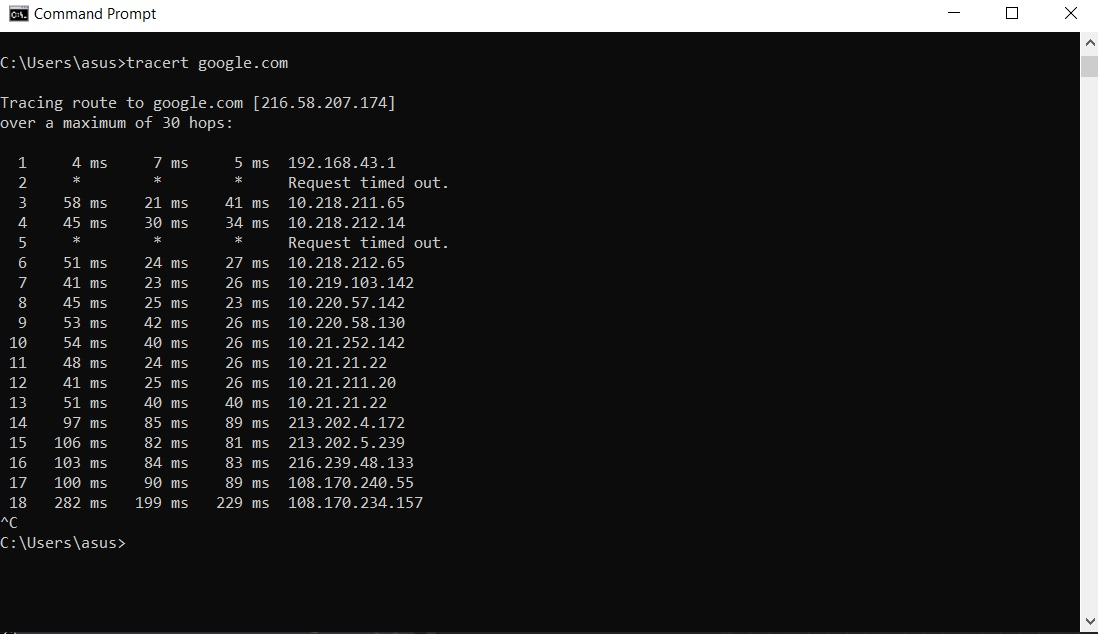 Command Prompt
C:\Users\asus>tracert google.com
Tracing route to google.com [216.58.207.174]
over a maximum of 30 hops:
1 4 ms 7 ms 5 ms 192.168.43.1
2 * * * Request timed out.
3 58 ms 21 ms 41 ms 10.218.211.65
4 45 ms 30 ms 34 ms 10.218.212.14
5 * * * Request timed out.
6 51 ms 24 ms 27 ms 10.218.212.65
7 41 ms 23 ms 26 ms 10.219.103.142
8 45 ms 25 ms 23 ms 10.220.57.142
9 53 ms 42 ms 26 ms 10.220.58.130
10 54 ms 40 ms 26 ms 10.21.252.142
11 48 ms 24 ms 26 ms 10.21.21.22
12 41 ms 25 ms 26 ms 10.21.211.20
13 51 ms 40 ms 40 ms 10.21.21.22
14 97 ms 85 ms 89 ms 213.202.4.172
15 106 ms 82 ms 81 ms 213.202.5.239
16 103 ms 84 ms 83 ms 216.239.48.133
17 100 ms 90 ms 89 ms 108.170.240.55
18 282 ms 199 ms 229 ms 108.170.234.157
^C
C:\Users\asus>